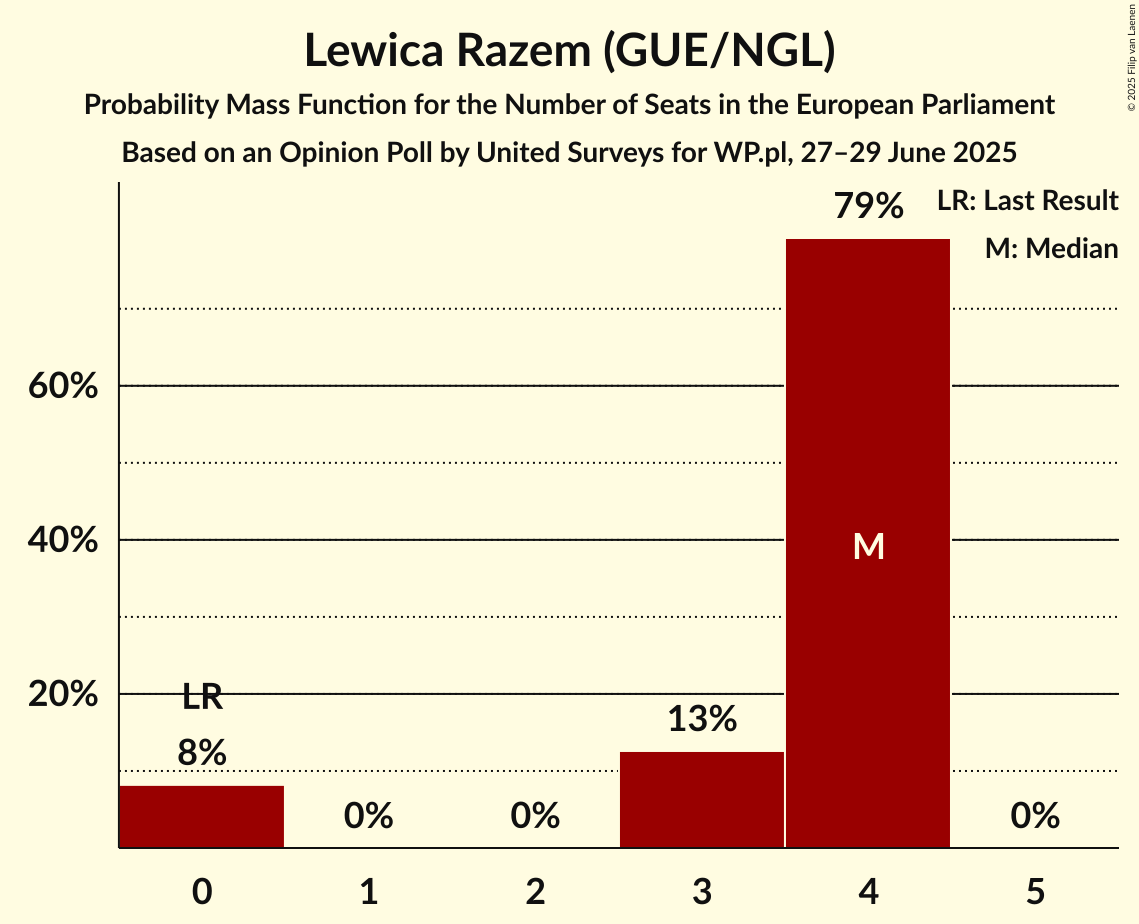 Lewica Razem (GUE/NGL)
Probability Mass Function for the Number of Seats in the European Parliament
Based on an Opinion Poll by United Surveys for WP.pl, 27–29 June 2025
© 2025 Filip van Laenen
LR: Last Result
M: Median
79%
60%
40%
M
20%
LR
13%
8%
0%
0%
0%
0 1 2 3 4 5